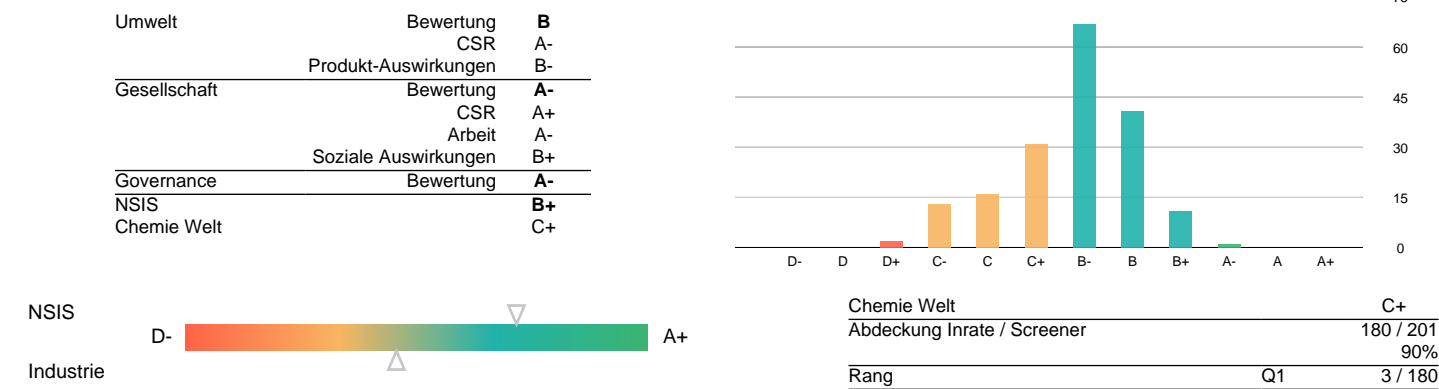 Umwelt Bewertung B
CSR A-
Produkt-Auswirkungen B-
Gesellschaft Bewertung A-
CSR A+
Arbeit A-
Soziale Auswirkungen B+
Governance Bewertung A-
NSIS B+
Chemie Welt C+
60
45
30
15
0
D- D D+ C- C C+ B- B B+ A- A A+
NSIS
D- A+
Industrie
Chemie Welt C+
Abdeckung Inrate / Screener 180 / 201
90%
Rang Q1 3 / 180